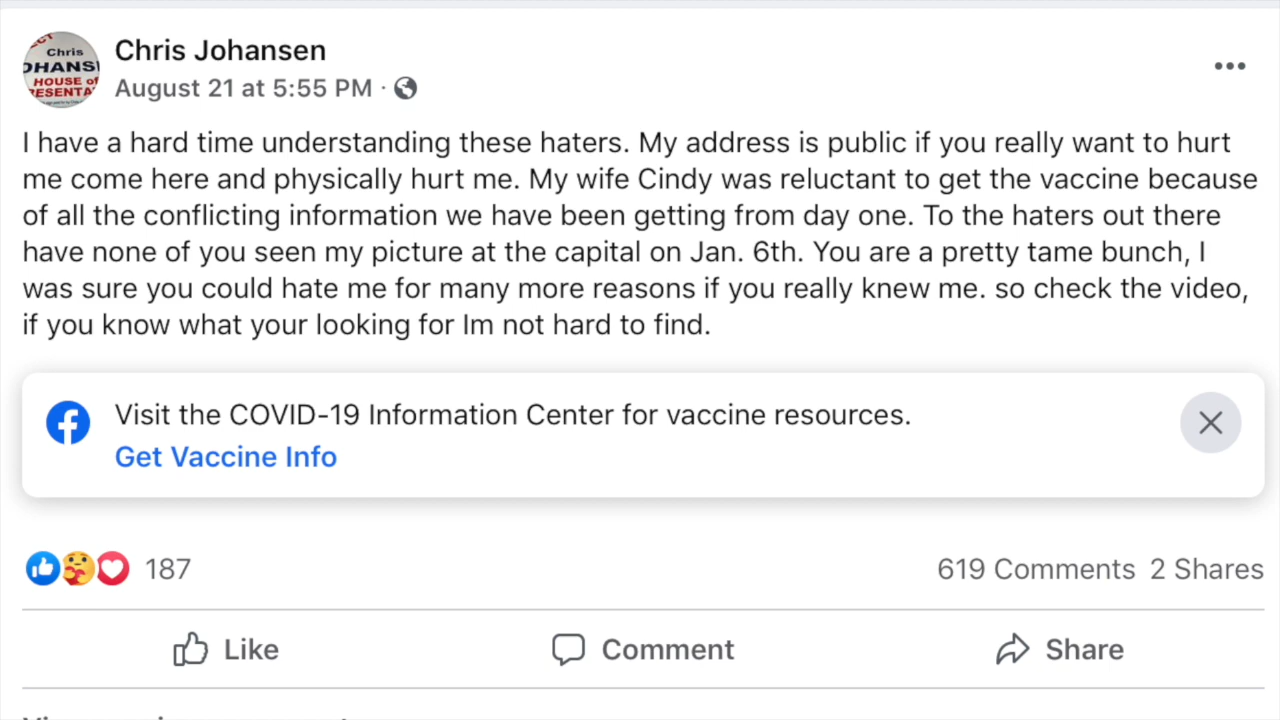 Chris
HOUSE of
Chris Johansen
August 21 at 5:55 PM ·
I have a hard time understanding these haters. My address is public if you really want to hurt
me come here and physically hurt me. My wife Cindy was reluctant to get the vaccine because
of all the conflicting information we have been getting from day one. To the haters out there
have none of you seen my picture at the capital on Jan. 6th. You are a pretty tame bunch, I
was sure you could hate me for many more reasons if you really knew me. so check the video,
if you know what your looking for Im not hard to find.
Visit the COVID-19 Information Center for vaccine resources.
Get Vaccine Info
187
619 Comments 2 Shares
Like
Comment
Share